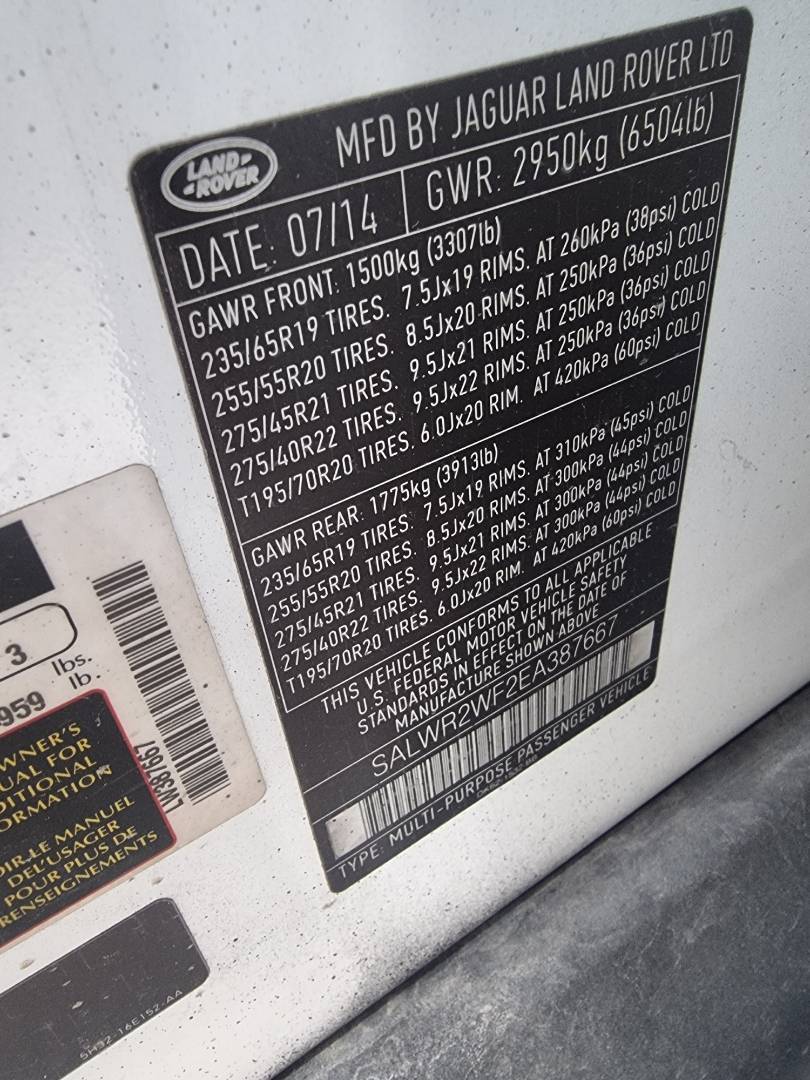 LAND-
-ROVER
MFD BY JAGUAR LAND ROVER LTD
DATE: 07/14 GWR: 2950kg (6504lb)
GAWR FRONT: 1500kg (3307lb)
235/65R19 TIRES. 7.5Jx19 RIMS. AT 260kPa (38psi) COLD
255/55R20 TIRES. 8.5Jx20 RIMS. AT 250kPa (36psi) COLD
275/45R21 TIRES. 9.5Jx21 RIMS. AT 250kPa (36psi) COLD
275/40R22 TIRES. 9.5Jx22 RIMS. AT 250kPa (36psi) COLD
T195/70R20 TIRES. 6.0Jx20 RIM. AT 420kPa (60psi) COLD
GAWR REAR: 1775kg (3913lb)
235/65R19 TIRES. 7.5Jx19 RIMS. AT 310kPa (45psi) COLD
255/55R20 TIRES. 8.5Jx20 RIMS. AT 300kPa (44psi) COLD
275/45R21 TIRES. 9.5Jx21 RIMS. AT 300kPa (44psi) COLD
275/40R22 TIRES. 9.5Jx22 RIMS. AT 300kPa (44psi) COLD
T195/70R20 TIRES. 6.0Jx20 RIM. AT 420kPa (60psi) COLD
THIS VEHICLE CONFORMS TO ALL APPLICABLE
U.S. FEDERAL MOTOR VEHICLE SAFETY
STANDARDS IN EFFECT ON THE DATE OF
MANUFACTURE SHOWN ABOVE
SALWR2WF2EA387667
TYPE: MULTI-PURPOSE PASSENGER VEHICLE
3
lbs.
959 lb.
WNER'S
UAL FOR
DITIONAL
ORMATION
OIR.LE MANUEL
DEL'USAGER
POUR PLUS DE
RENSEIGNEMENTS
5H32-16E152-AA